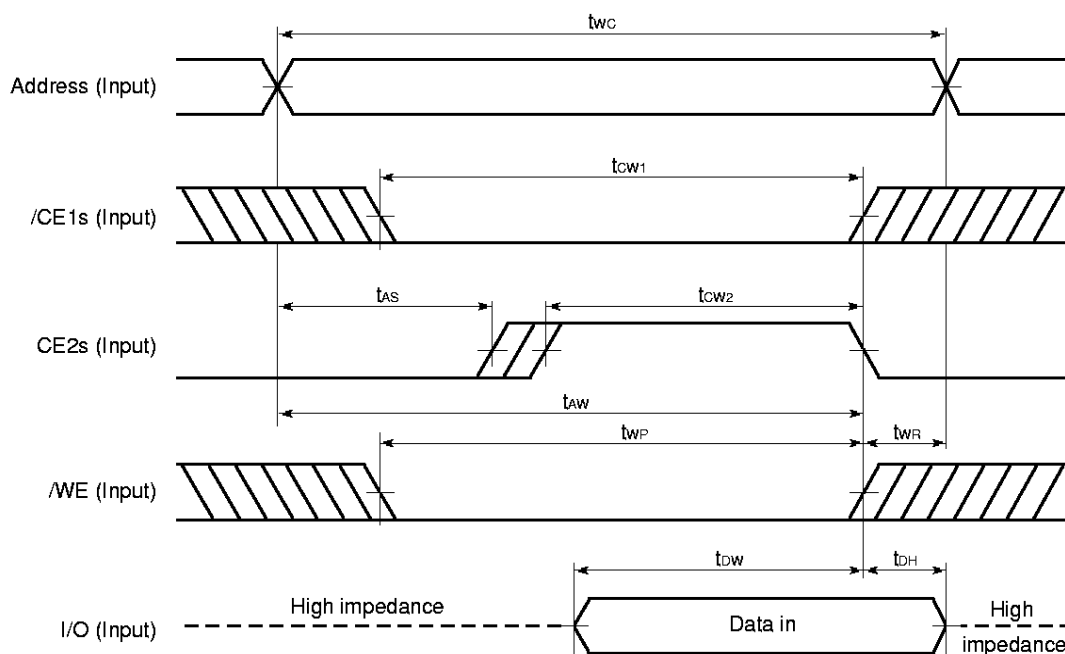 tWC
Address (Input)
tCW1
/CE1s (Input)
tAS
tCW2
CE2s (Input)
tAW
tWP
tWR
/WE (Input)
tDW
tDH
High impedance
Data in
High
impedance
I/O (Input)